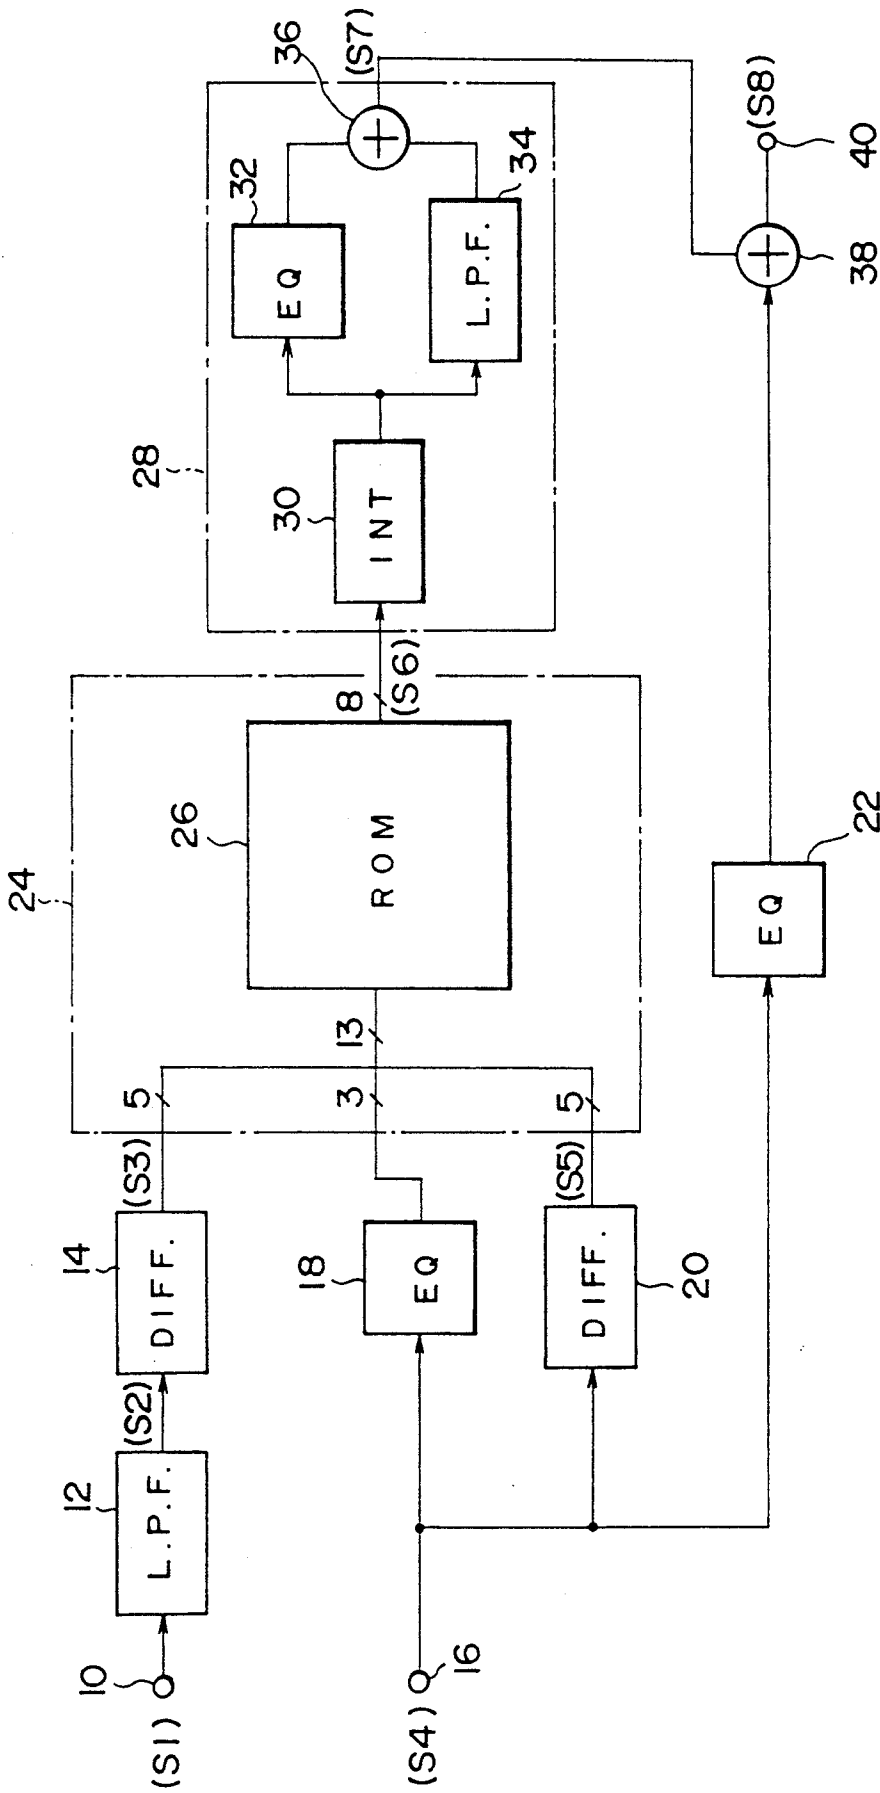 24
28
36
(S7)
32
EQ
30
INT
34
L.P.F.
26
ROM
8
(S6)
13
3
5
5
10
(S1)
12
L.P.F.
(S2)
14
DIFF.
(S3)
16
(S4)
18
EQ
20
DIFF.
(S5)
22
EQ
38
40
(S8)